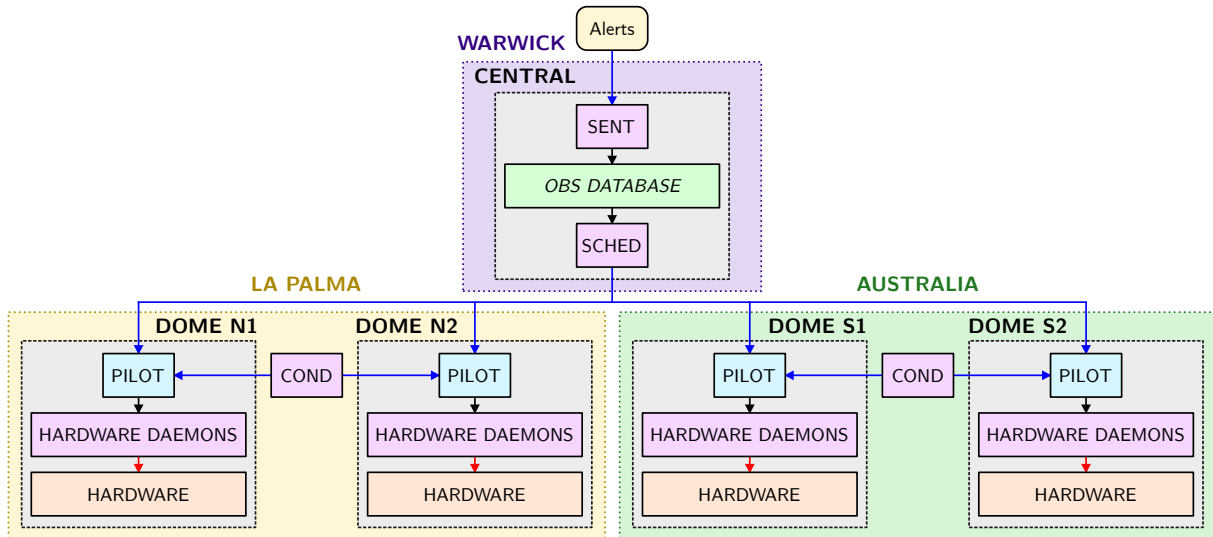 Alerts
WARWICK
CENTRAL
SENT
OBS DATABASE
SCHED
LA PALMA
AUSTRALIA
DOME N1
DOME N2
DOME S1
DOME S2
PILOT
COND
PILOT
PILOT
COND
PILOT
HARDWARE DAEMONS
HARDWARE DAEMONS
HARDWARE DAEMONS
HARDWARE DAEMONS
HARDWARE
HARDWARE
HARDWARE
HARDWARE